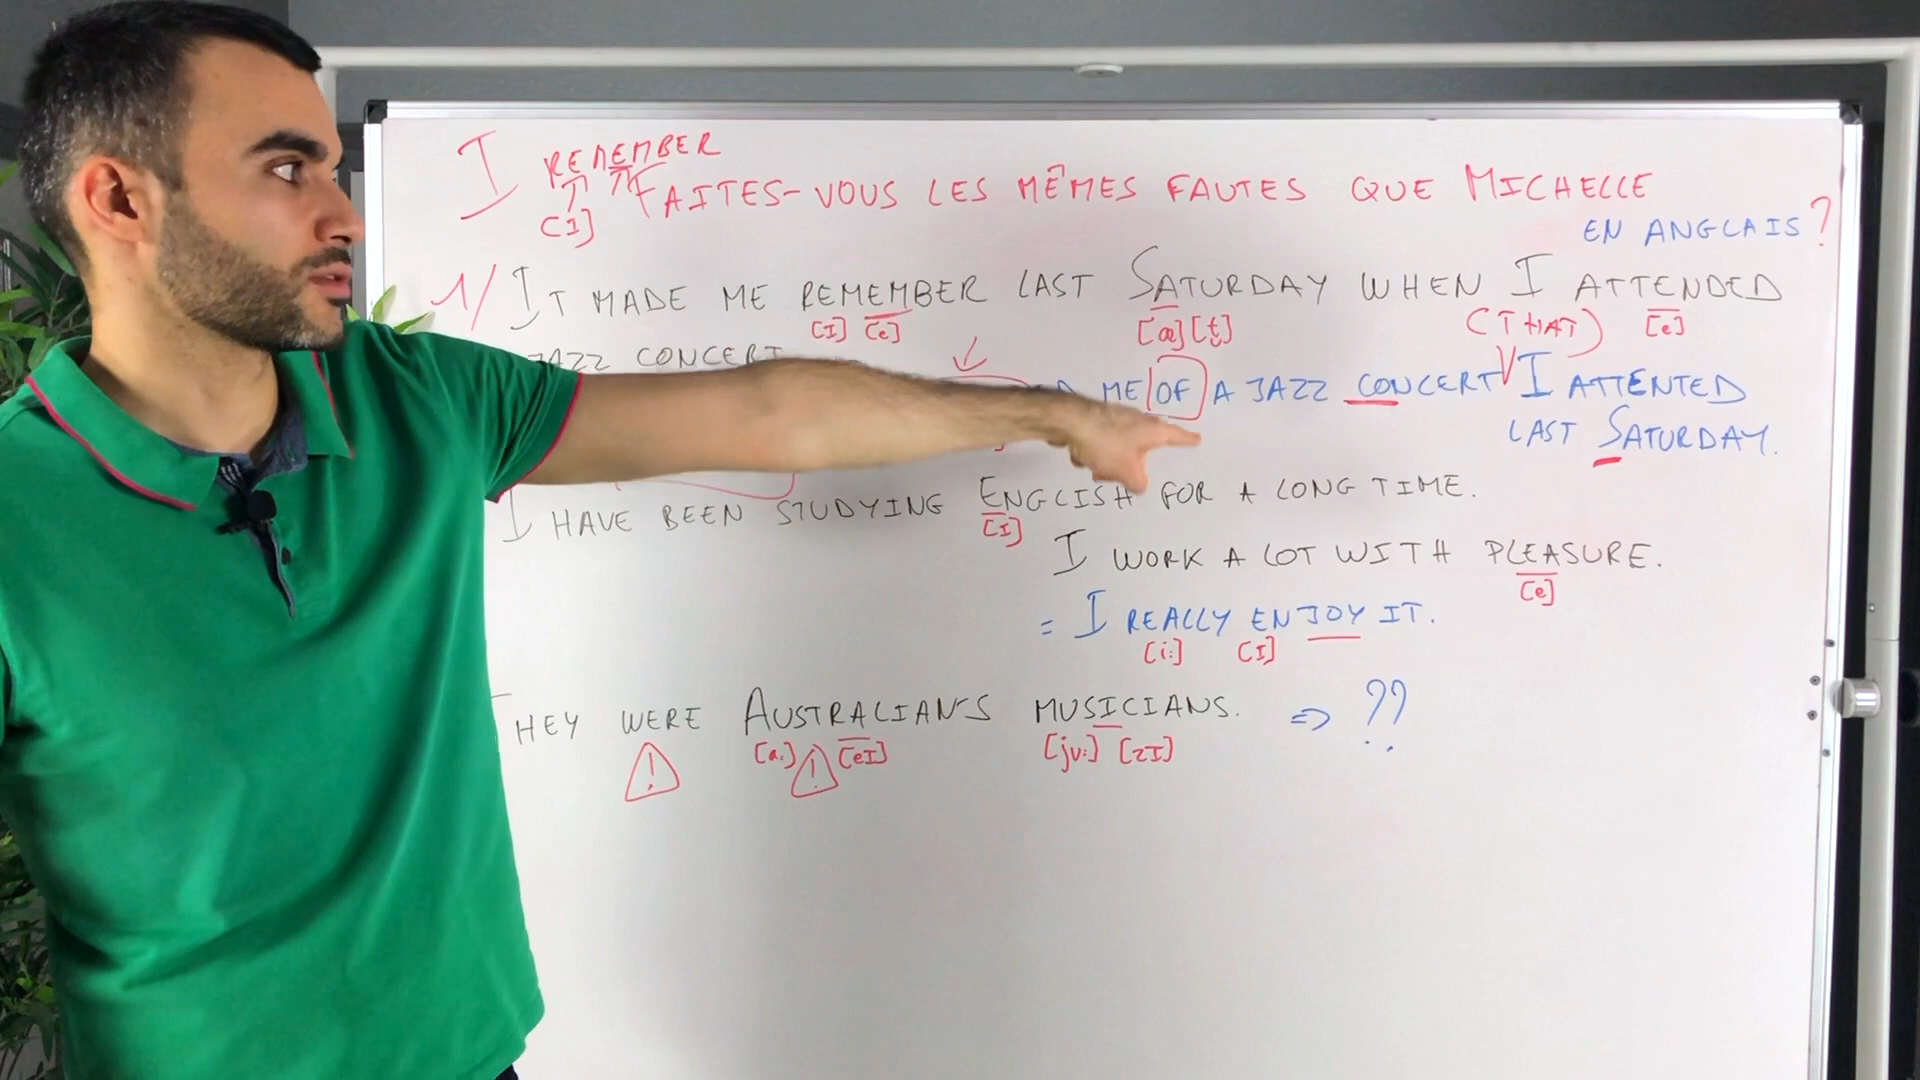 I REMEMBER
[I]
FAITES-VOUS LES MÊMES FAUTES QUE MICHELLE
EN ANGLAIS?
1/ IT MADE ME REMEMBER LAST SATURDAY WHEN I ATTENDED
[I] [e] [æ] [t] (THAT) [e]
JAZZ CONCERT
ME OF A JAZZ CONCERT V I ATTENTED
LAST SATURDAY.
I HAVE BEEN STUDYING ENGLISH FOR A LONG TIME.
[I]
I WORK A LOT WITH PLEASURE.
[e]
= I REALLY ENJOY IT.
[i:] [I]
THEY WERE AUSTRALIANS MUSICIANS. => ??
! [a:] ! [eI] [ju:] [zI]